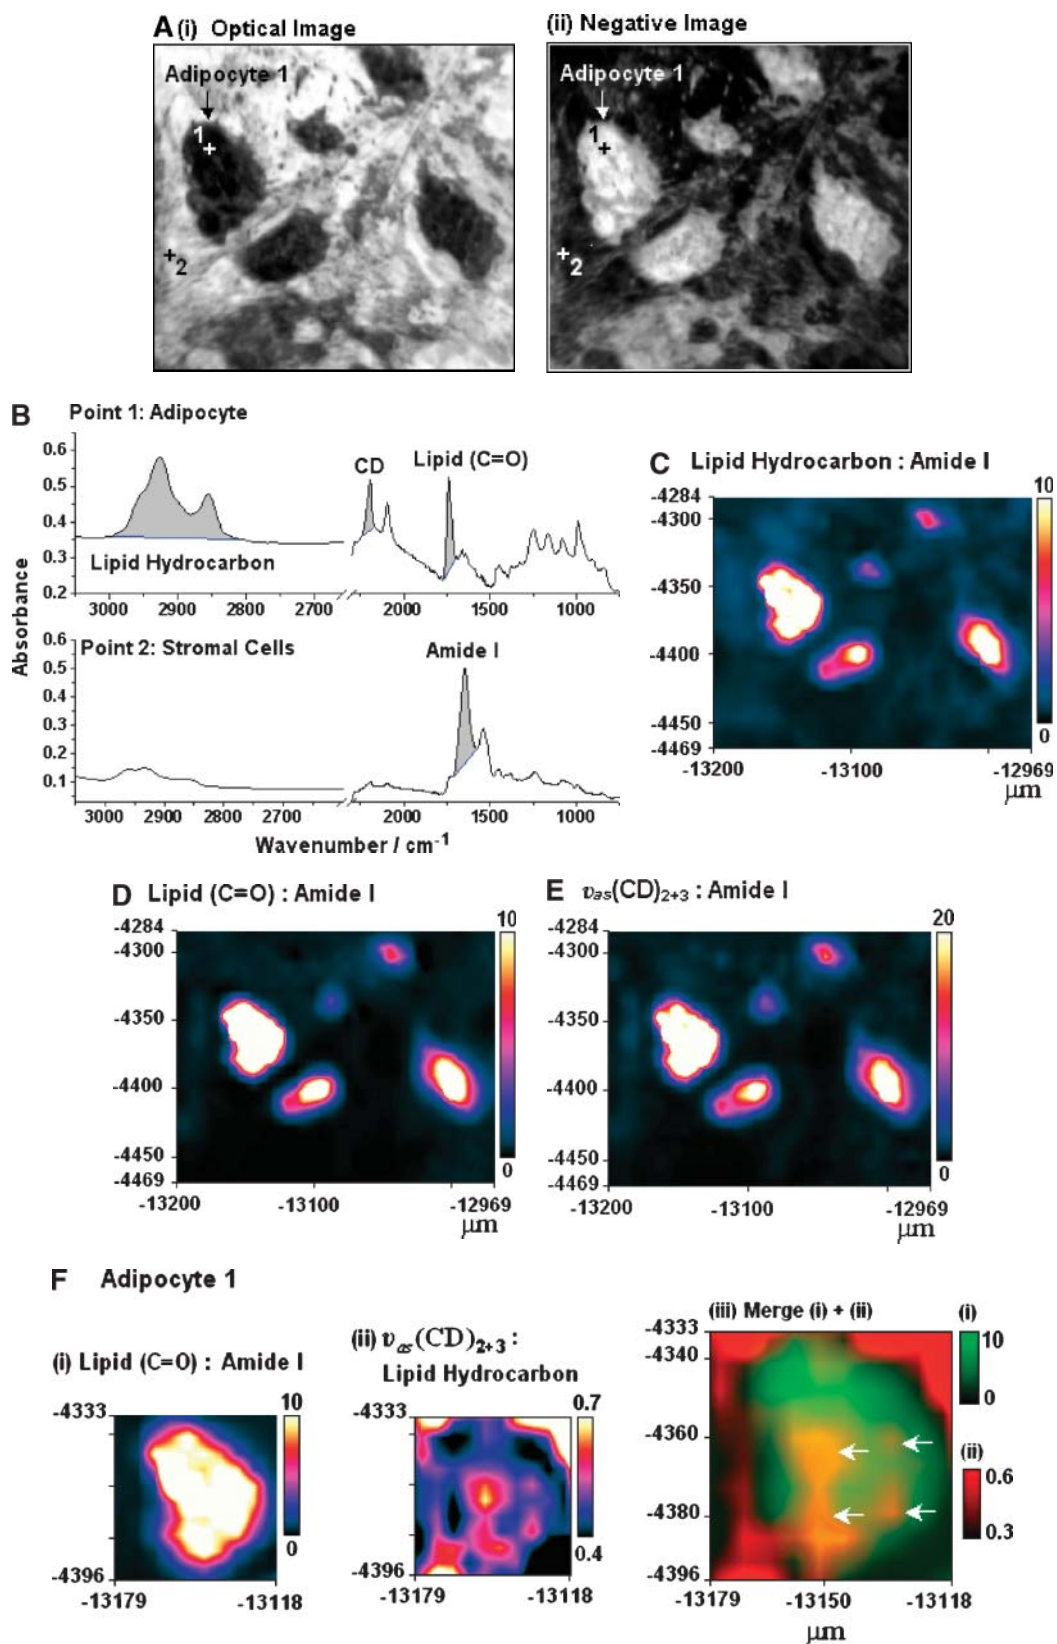 A (i) Optical Image
(ii) Negative Image
Adipocyte 1
1
2
Adipocyte 1
1
2
B Point 1: Adipocyte
0.6
0.5
0.4
0.3
0.2
CD
Lipid (C=O)
Lipid Hydrocarbon
3000 2900 2800 2700 2000 1500 1000
Absorbance
0.6
0.5
0.4
0.3
0.2
0.1
Point 2: Stromal Cells
Amide I
3000 2900 2800 2700 2000 1500 1000
Wavenumber / cm-1
C Lipid Hydrocarbon : Amide I
-4284
-4300
-4350
-4400
-4450
-4469
-13200 -13100 -12969
μm
10
0
D Lipid (C=O) : Amide I
-4284
-4300
-4350
-4400
-4450
-4469
-13200 -13100 -12969
μm
10
0
E νas(CD)2+3 : Amide I
-4284
-4300
-4350
-4400
-4450
-4469
-13200 -13100 -12969
μm
20
0
F Adipocyte 1
(i) Lipid (C=O) : Amide I
-4333
-4396
-13179 -13118
10
0
(ii) νas(CD)2+3 :
Lipid Hydrocarbon
-4333
-4396
-13179 -13118
0.7
0.4
(iii) Merge (i) + (ii)
-4333
-4340
-4360
-4380
-4396
-13179 -13150 -13118
μm
(i)
10
0
(ii)
0.6
0.3